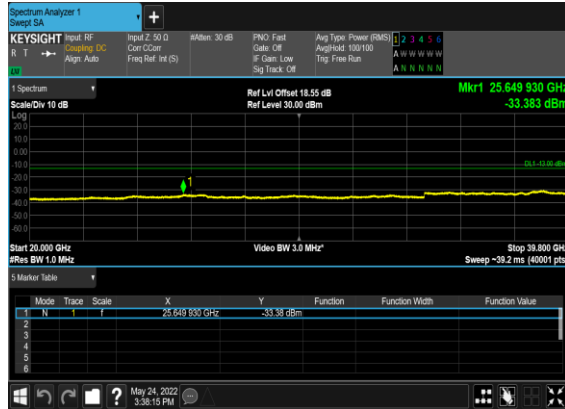 Spectrum Analyzer 1
Swept SA
+
KEYSIGHT Input: RF Input Z: 50 Ω #Atten: 30 dB PNO: Fast Avg Type: Power (RMS) 1 2 3 4 5 6
R T Coupling: DC Corr CCorr Gate: Off Avg|Hold: 100/100 A W W W W W
Align: Auto Freq Ref: Int (S) IF Gain: Low Trig: Free Run
Sig Track: Off A N N N N N
1 Spectrum Ref Lvl Offset 18.55 dB Mkr1 25.649 930 GHz
Scale/Div 10 dB Ref Level 30.00 dBm -33.383 dBm
Log
20.0
10.0
0.00
-10.0 DL1 -13.00 dBm
-20.0 1
-30.0
-40.0
-50.0
-60.0
Start 20.000 GHz Video BW 3.0 MHz* Stop 39.800 GHz
#Res BW 1.0 MHz Sweep ~39.2 ms (40001 pts)
5 Marker Table
Mode Trace Scale X Y Function Function Width Function Value
1 N 1 f 25.649 930 GHz -33.38 dBm
2
3
4
5
6
? May 24, 2022
3:38:15 PM